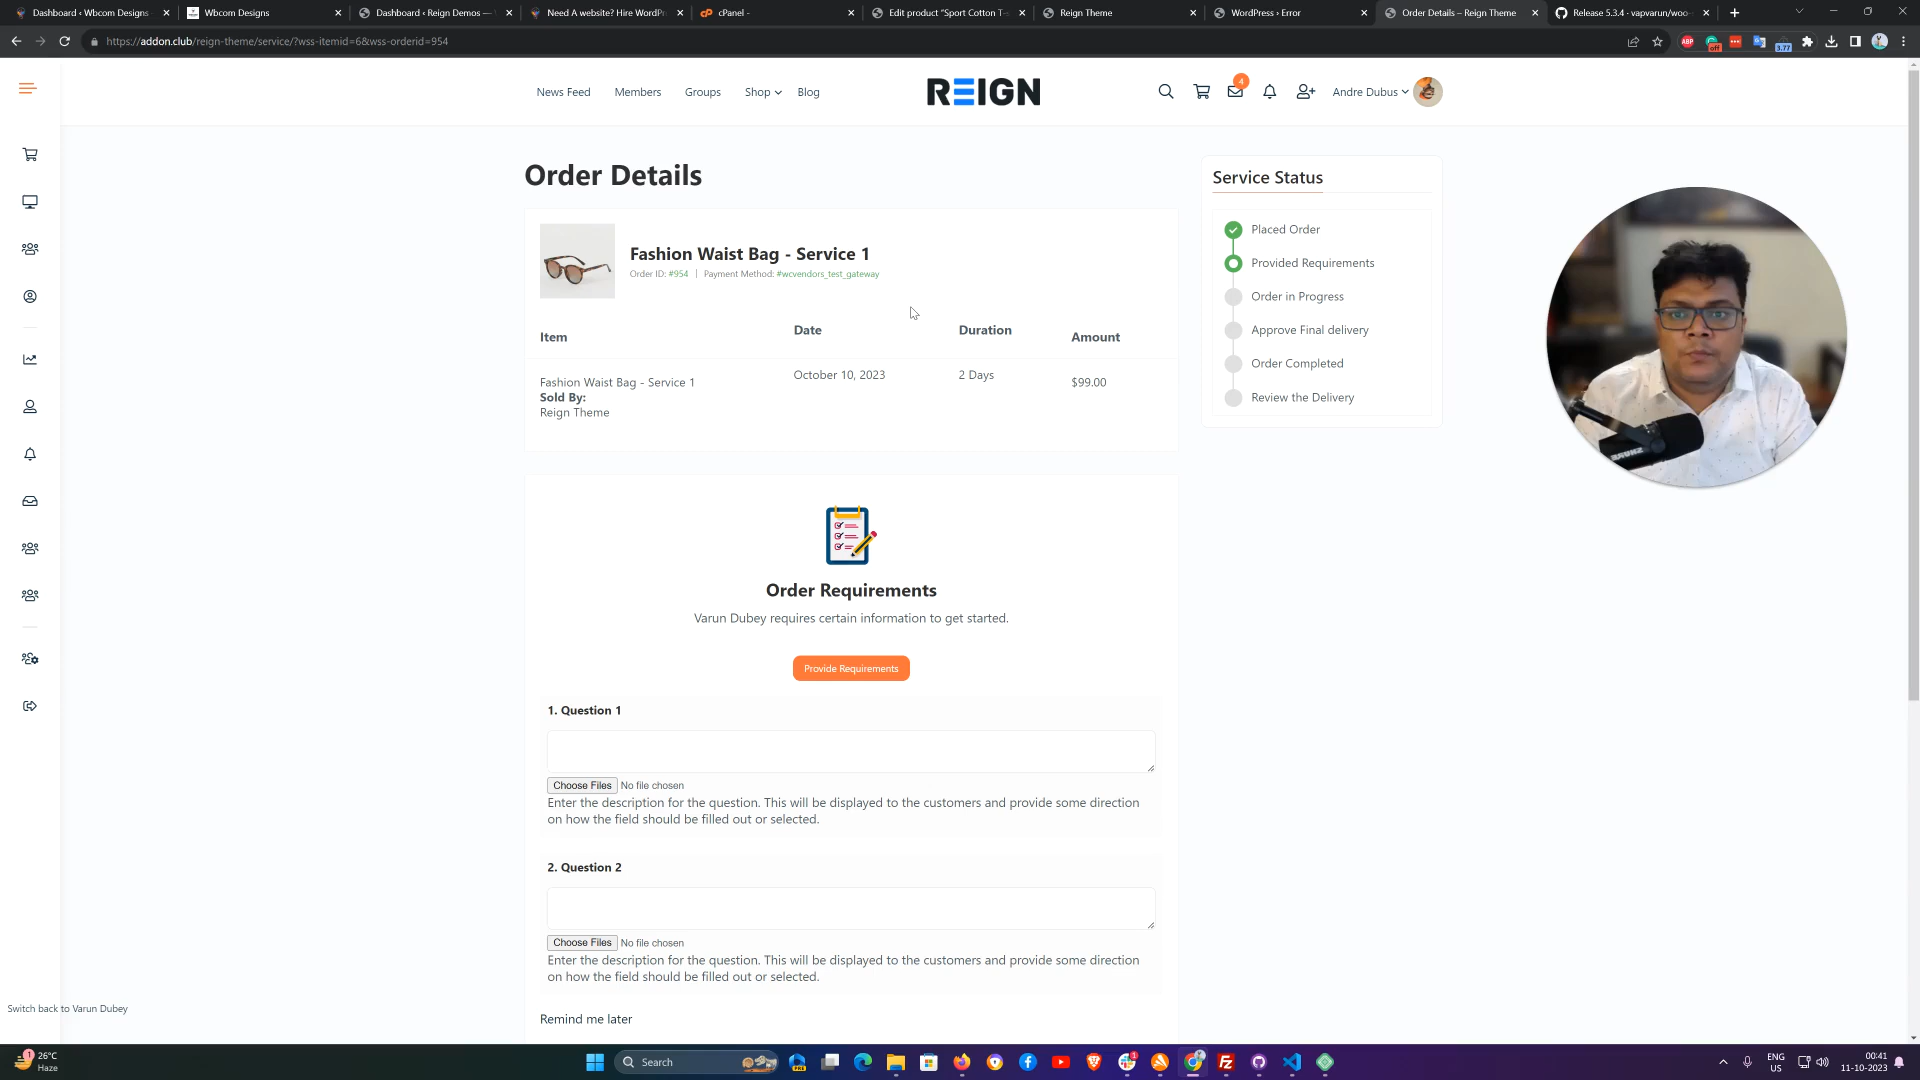 Dashboard ‹ Wbcom Designs
Wbcom Designs
Dashboard ‹ Reign Demos —
Need A website? Hire WordPr
cPanel -
Edit product "Sport Cotton T-s
Reign Theme
WordPress › Error
Order Details – Reign Theme
Release 5.3.4 · vapvarun/woo-
https://addon.club/reign-theme/service/?wss-itemid=6&wss-orderid=954
ABP
off
3.77
News Feed
Members
Groups
Shop
Blog
REIGN
4
Andre Dubus
Order Details
Fashion Waist Bag - Service 1
Order ID: #954 | Payment Method: #wcvendors_test_gateway
Item
Date
Duration
Amount
Fashion Waist Bag - Service 1
October 10, 2023
2 Days
$99.00
Sold By:
Reign Theme
Service Status
Placed Order
Provided Requirements
Order in Progress
Approve Final delivery
Order Completed
Review the Delivery
Order Requirements
Varun Dubey requires certain information to get started.
Provide Requirements
1. Question 1
Choose Files No file chosen
Enter the description for the question. This will be displayed to the customers and provide some direction
on how the field should be filled out or selected.
2. Question 2
Choose Files No file chosen
Enter the description for the question. This will be displayed to the customers and provide some direction
on how the field should be filled out or selected.
Remind me later
Switch back to Varun Dubey
1
26°C
Haze
Search
PRE
1
ENG
US
00:41
11-10-2023